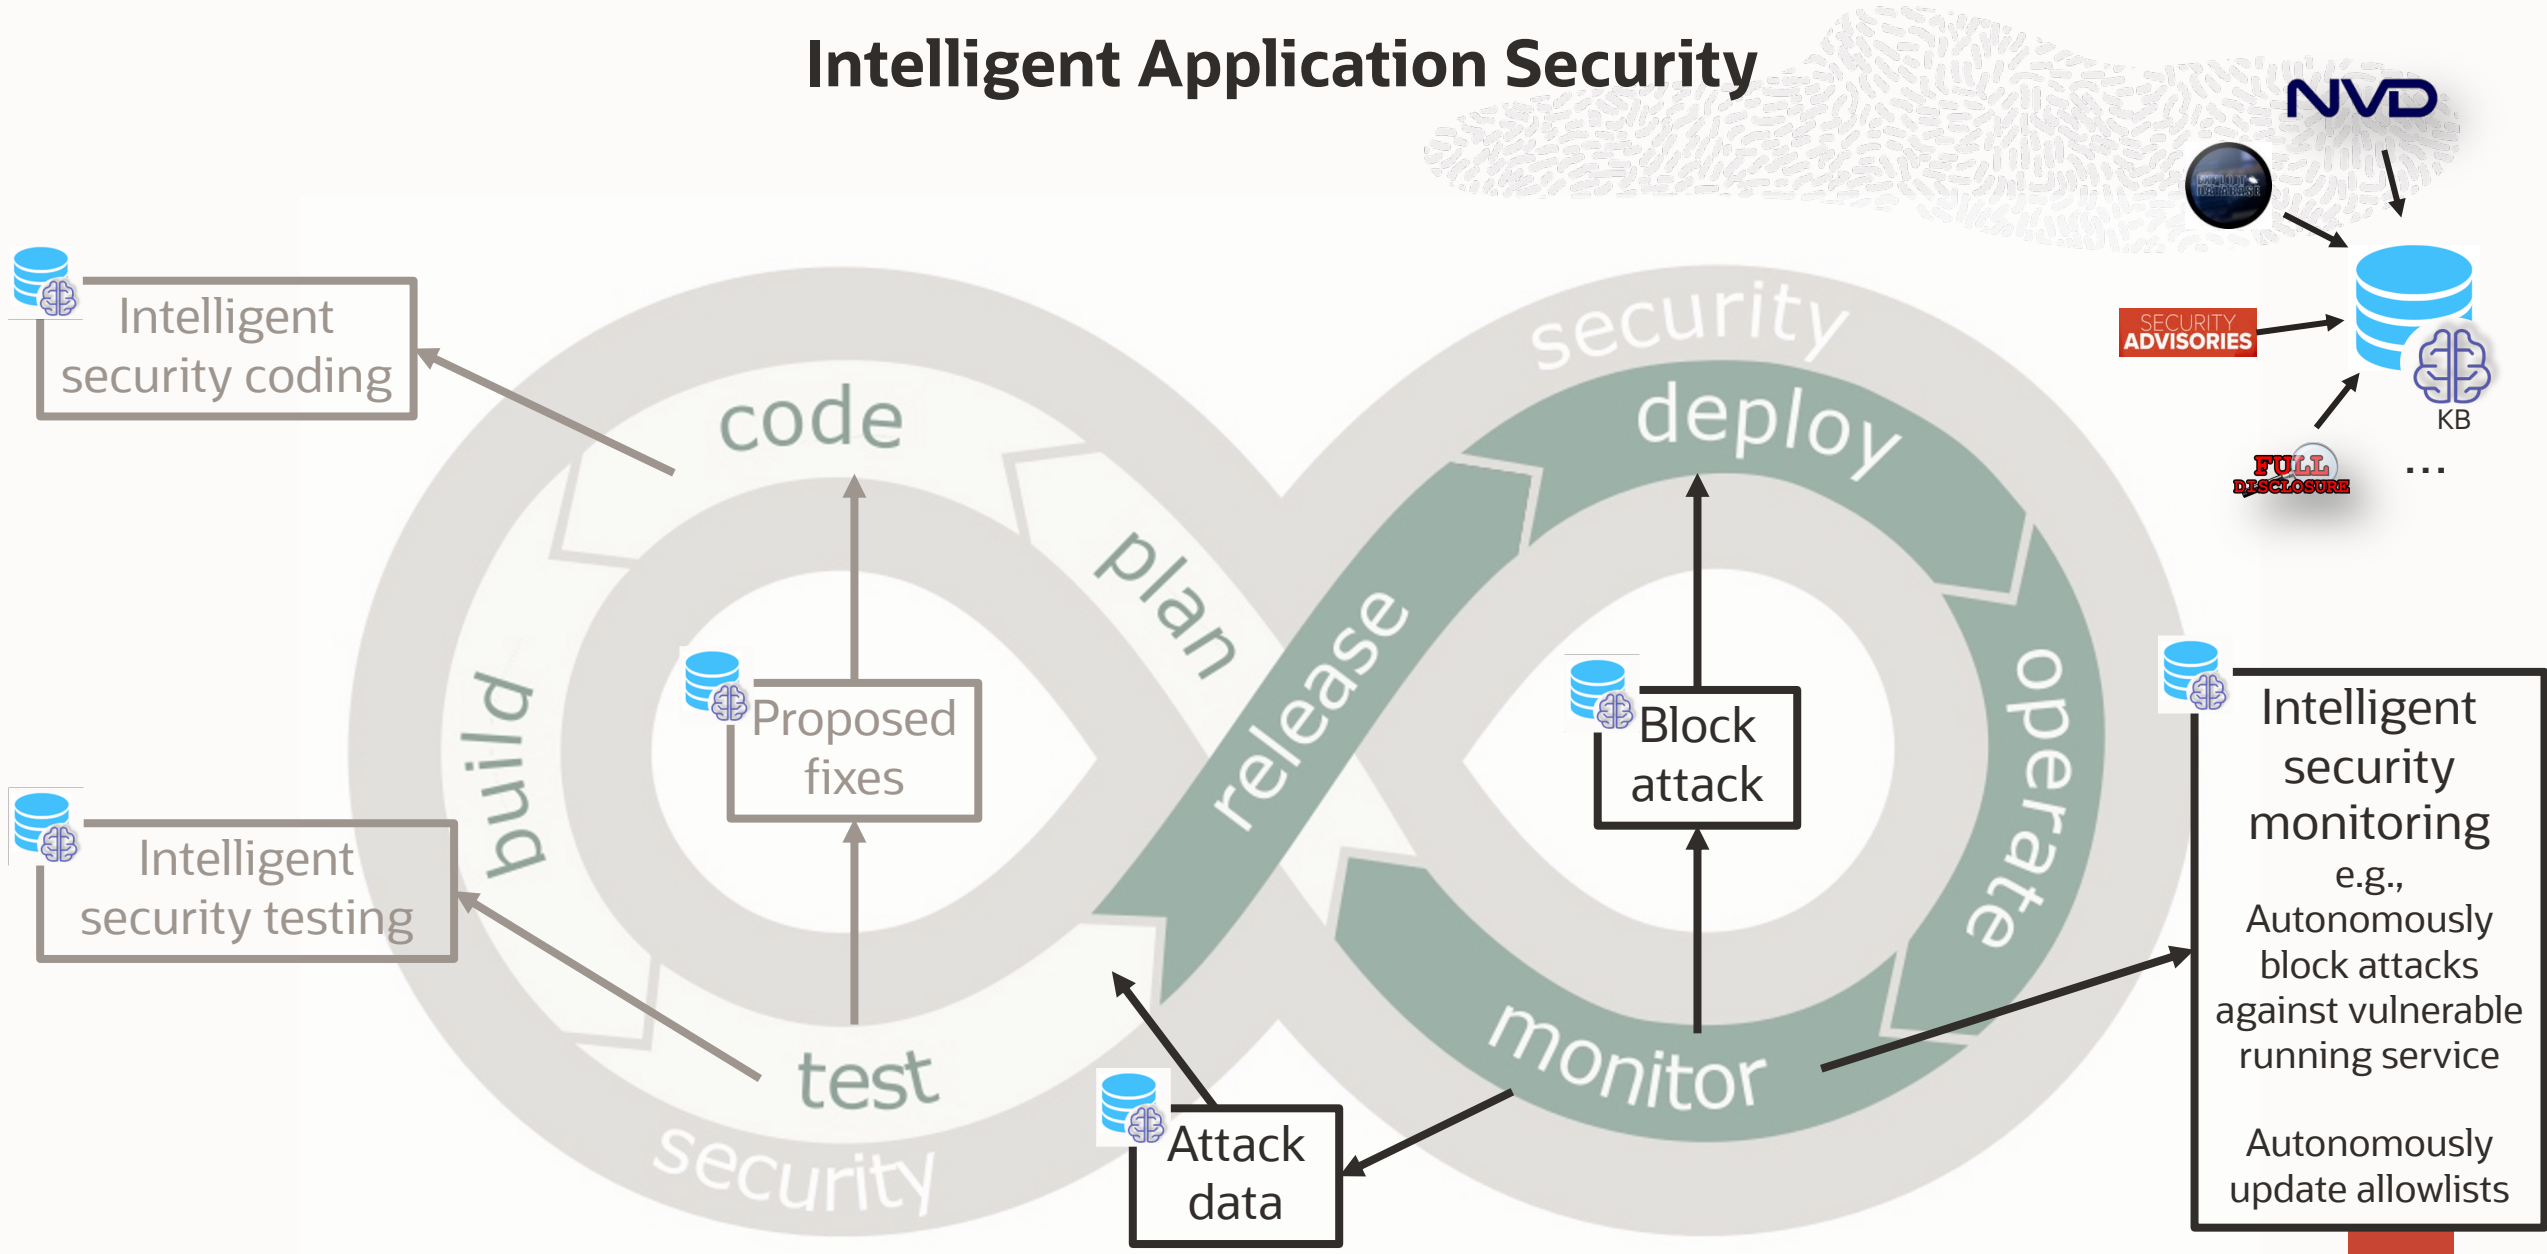 Intelligent Application Security
NVD
EXPLOIT
DATABASE
SECURITY
ADVISORIES
KB
FULL
DISCLOSURE
...
Intelligent
security coding
code
plan
build
test
security
Proposed
fixes
Intelligent
security testing
security
deploy
release
operate
monitor
Block
attack
Attack
data
Intelligent
security
monitoring
e.g.,
Autonomously
block attacks
against vulnerable
running service
Autonomously
update allowlists